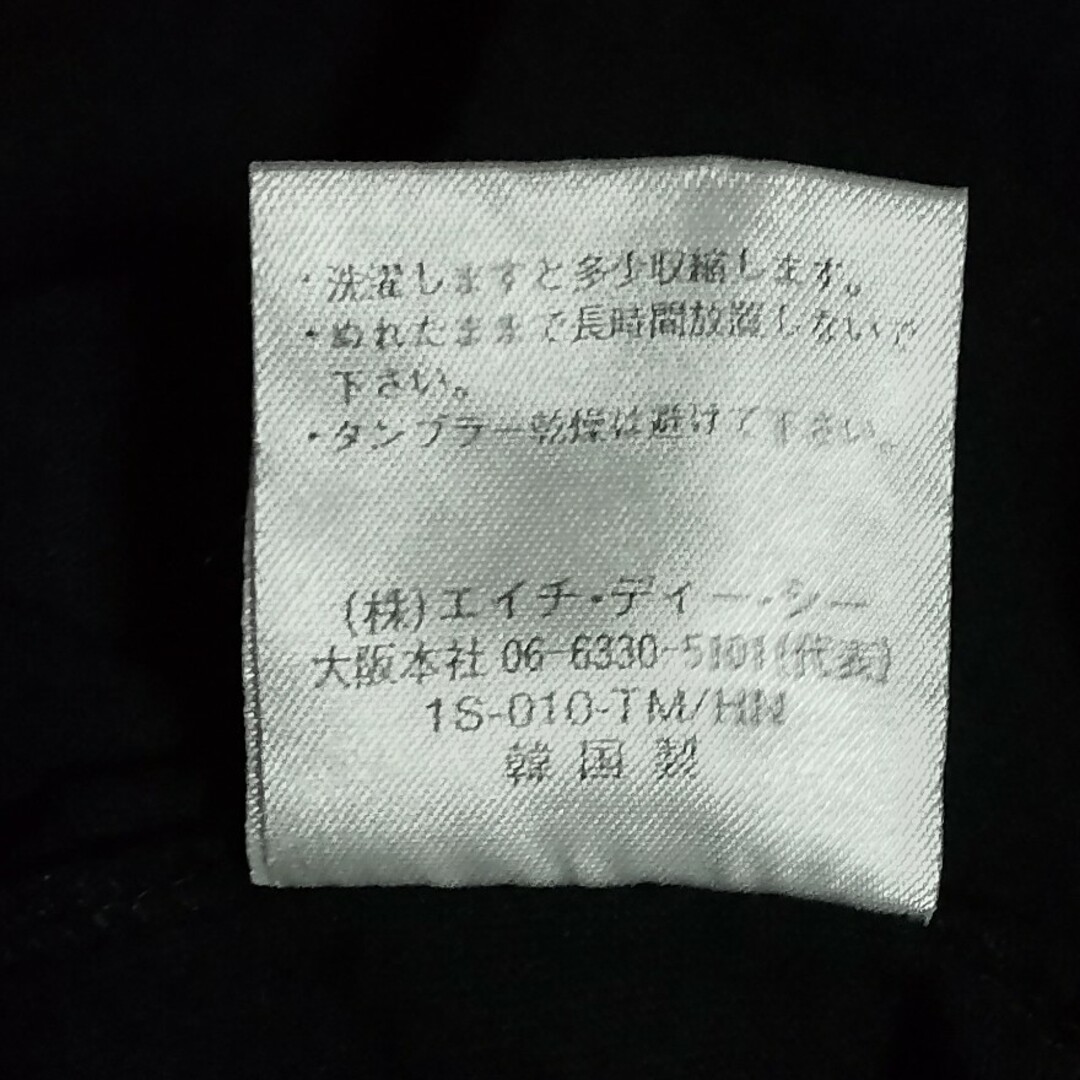 ・洗濯しますと多少収縮します。
・ぬれたままで長時間放置しないで
下さい。
・タンブラー乾燥は避けて下さい。
(株)エイチ・ディー・シー
大阪本社 06-6330-5101(代表)
1S-010-TM/HN
韓国製